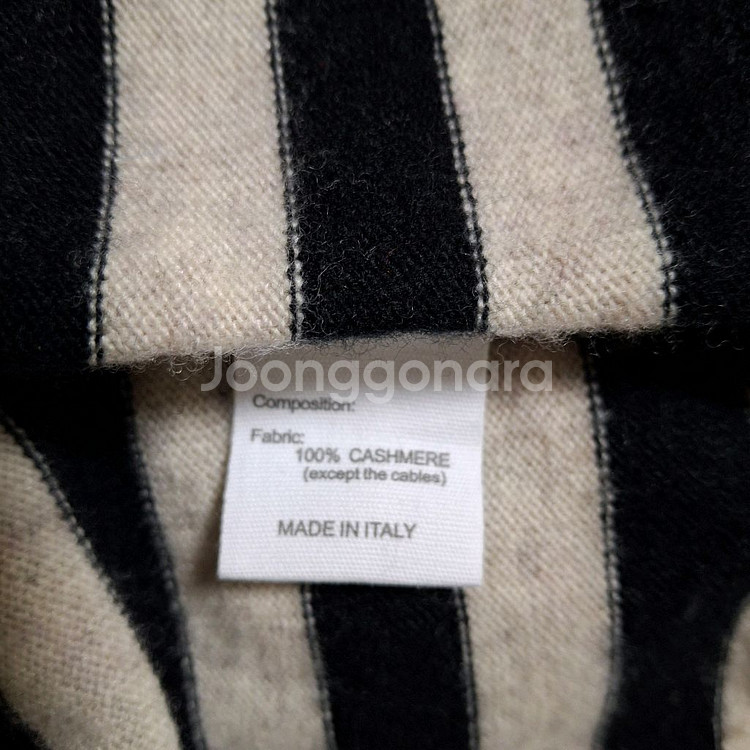 Joonggonara
Composition:
Fabric:
100% CASHMERE
(except the cables)
MADE IN ITALY